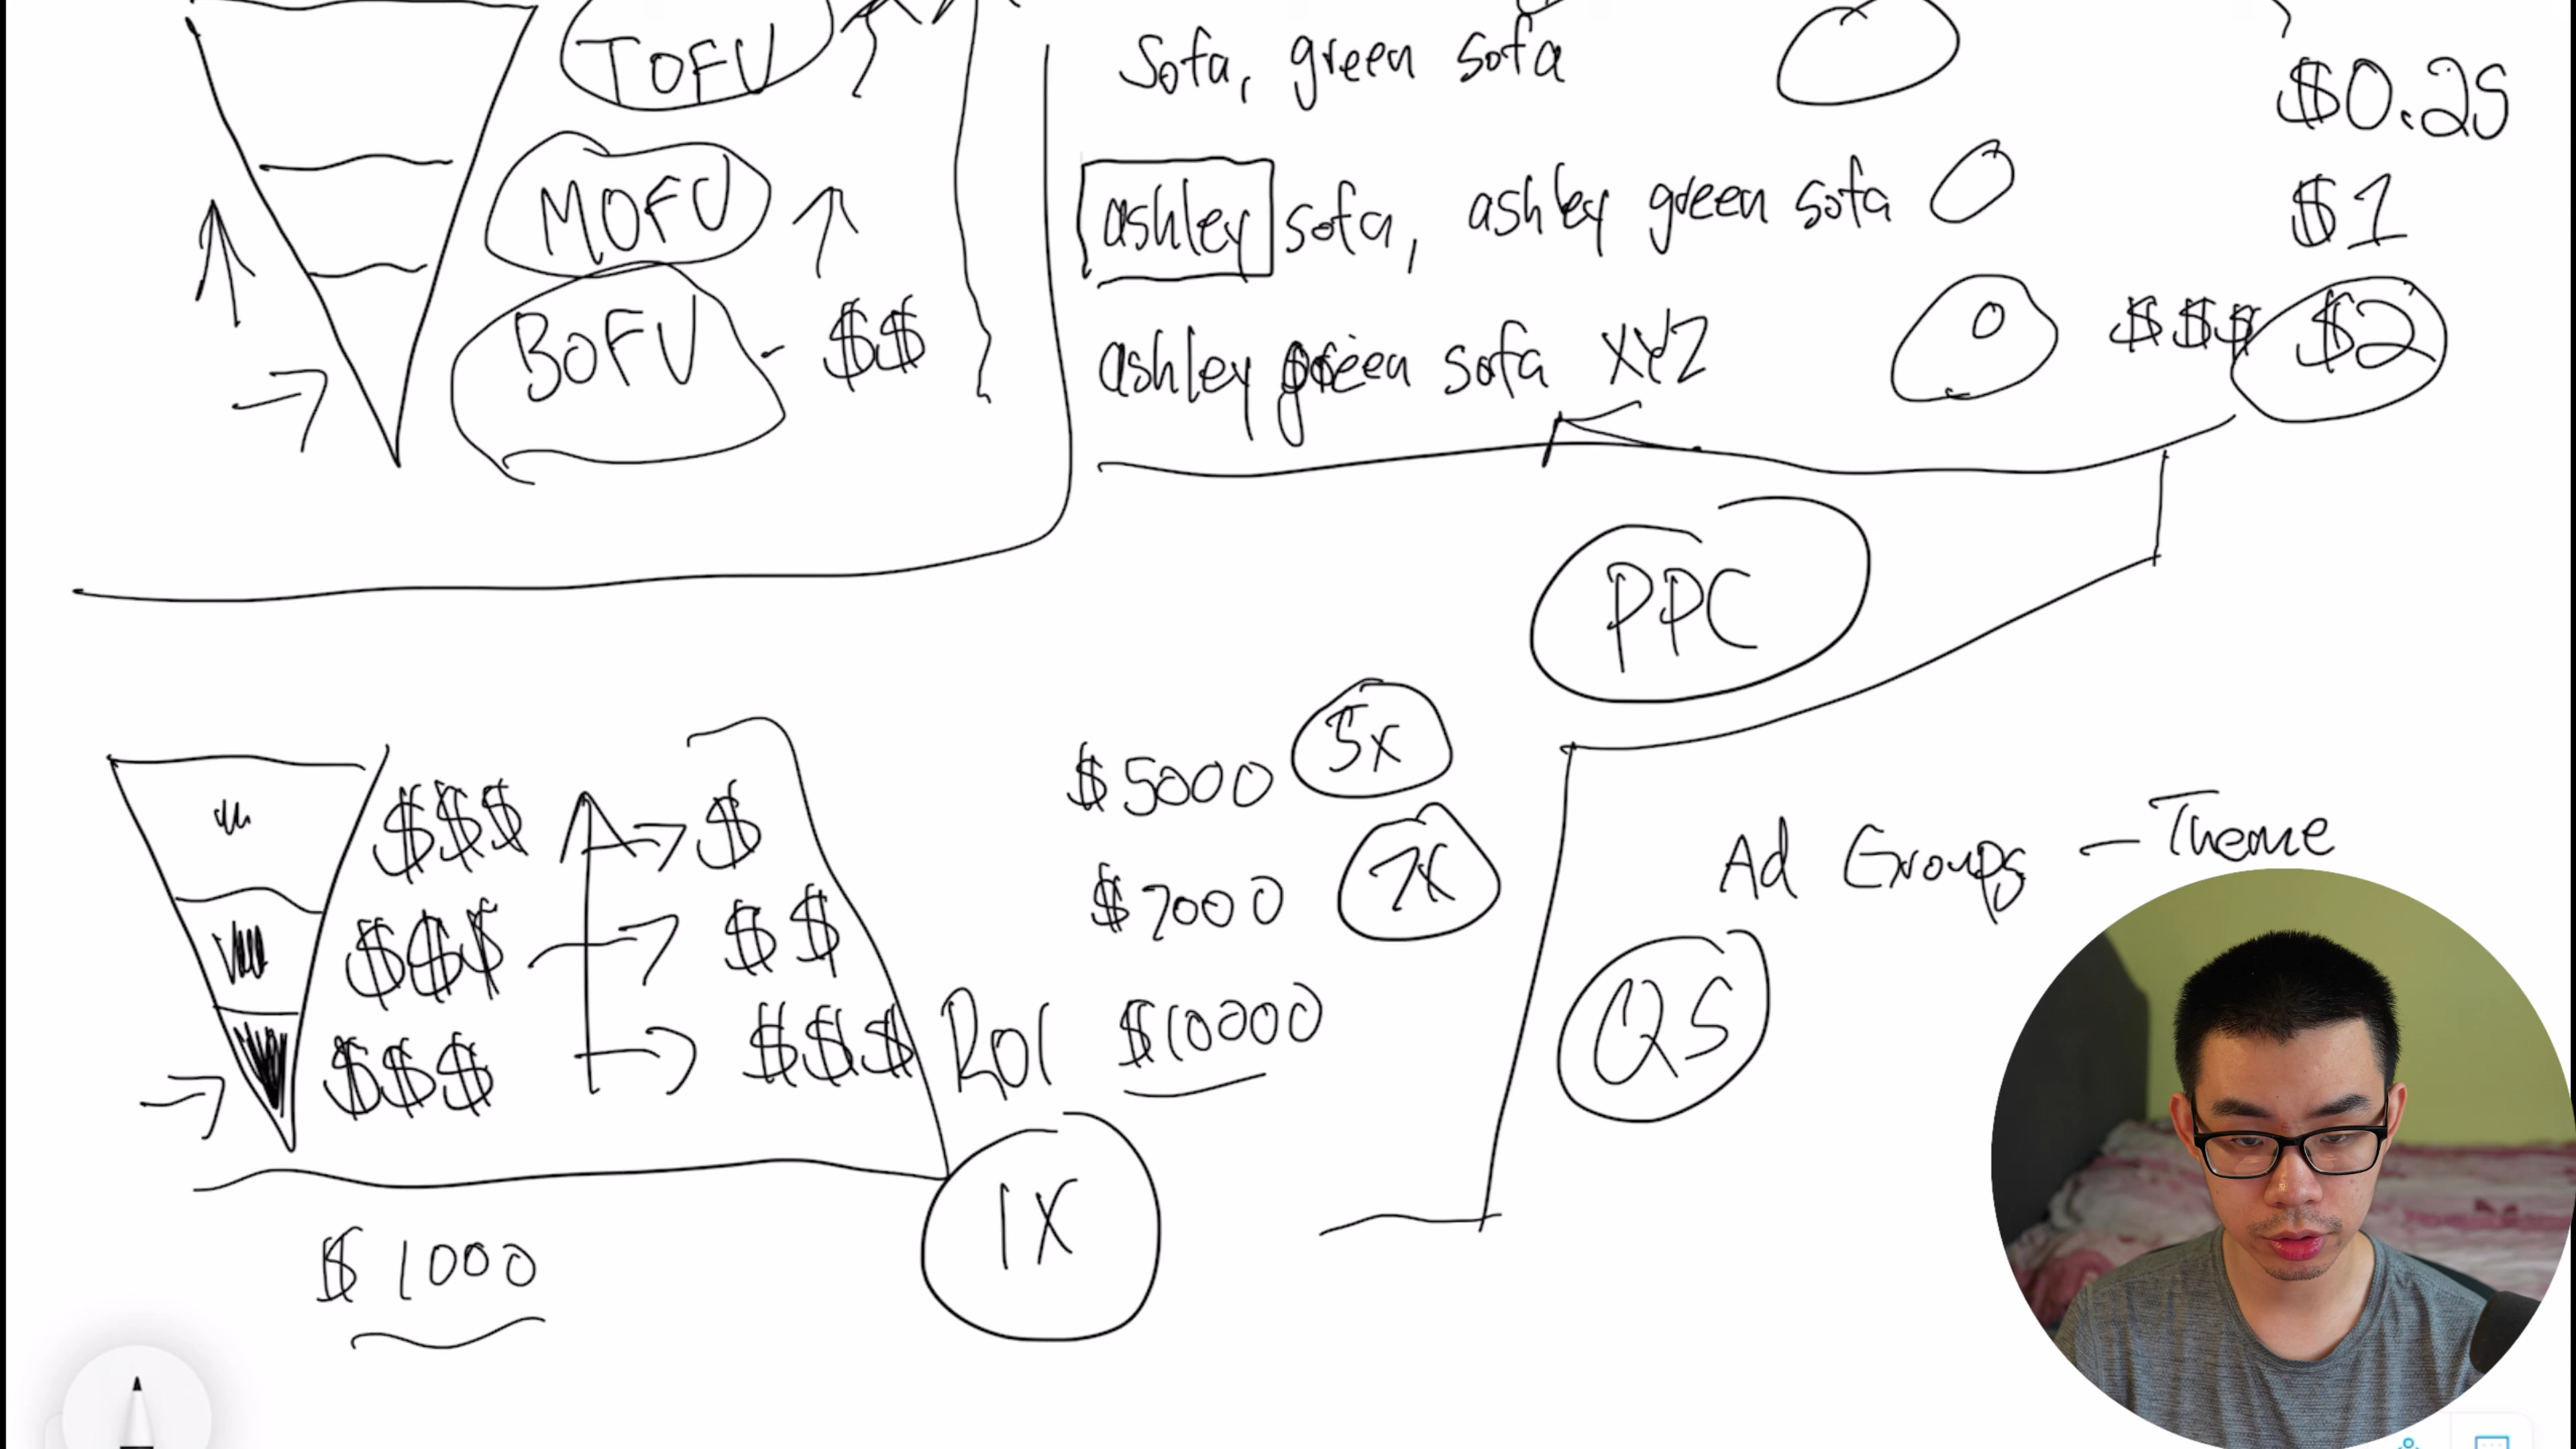 TOFU
MOFU
BOFU - $$
Sofa, green sofa
$0.25
ashley sofa, ashley green sofa
$1
ashley green sofa XYZ
$$$ $2
PPC
$$$ → $
$$$ → $$
$$$ → $$$ ROI
$5000 5x
$7000 7x
$10000
1X
$1000
Ad Groups - Theme
QS